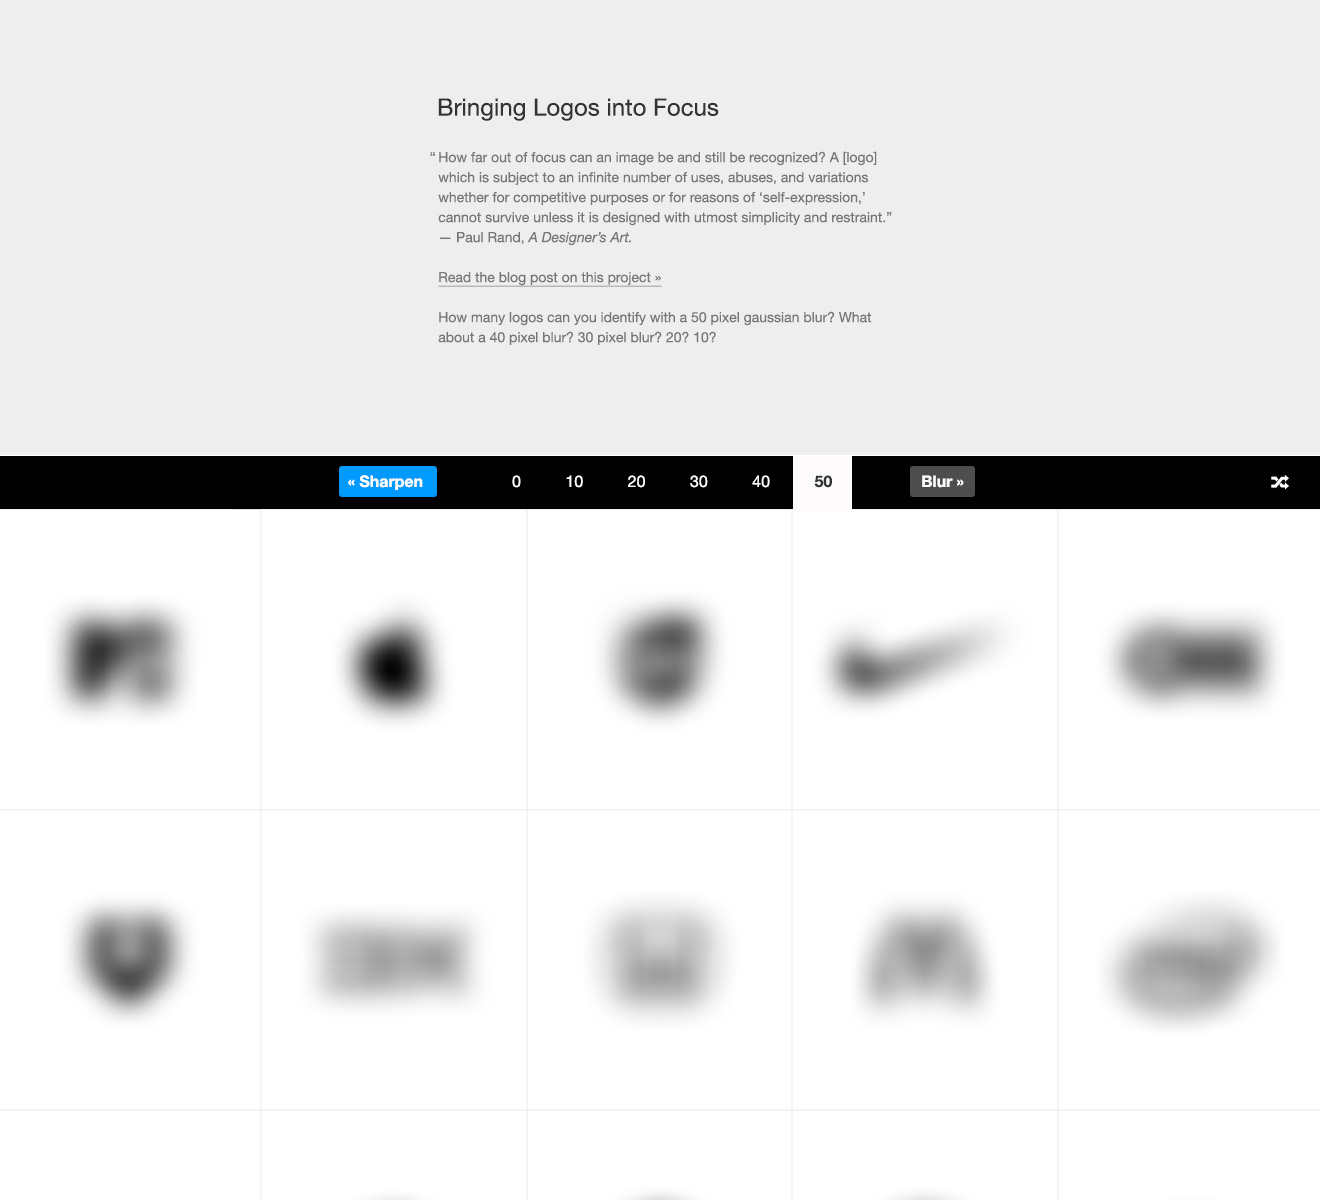 Bringing Logos into Focus
“ How far out of focus can an image be and still be recognized? A [logo]
which is subject to an infinite number of uses, abuses, and variations
whether for competitive purposes or for reasons of ‘self-expression,’
cannot survive unless it is designed with utmost simplicity and restraint.”
— Paul Rand, A Designer’s Art.
Read the blog post on this project »
How many logos can you identify with a 50 pixel gaussian blur? What
about a 40 pixel blur? 30 pixel blur? 20? 10?
« Sharpen 0 10 20 30 40 50 Blur »